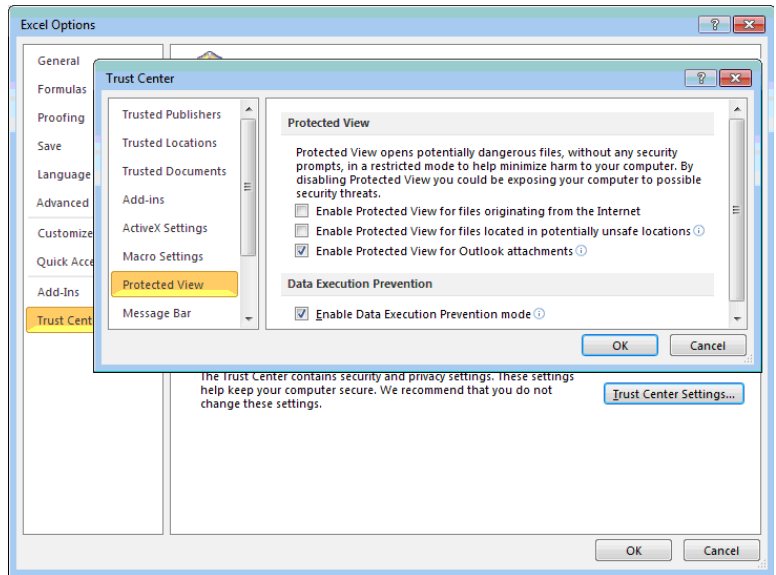 Excel Options
General
Formulas
Proofing
Save
Language
Advanced
Customize
Quick Acce
Add-Ins
Trust Cent
Trust Center
Trusted Publishers
Trusted Locations
Trusted Documents
Add-ins
ActiveX Settings
Macro Settings
Protected View
Message Bar
Protected View
Protected View opens potentially dangerous files, without any security
prompts, in a restricted mode to help minimize harm to your computer. By
disabling Protected View you could be exposing your computer to possible
security threats.
Enable Protected View for files originating from the Internet
Enable Protected View for files located in potentially unsafe locations
Enable Protected View for Outlook attachments
Data Execution Prevention
Enable Data Execution Prevention mode
OK Cancel
The Trust Center contains security and privacy settings. These settings
help keep your computer secure. We recommend that you do not
change these settings.
Trust Center Settings...
OK Cancel